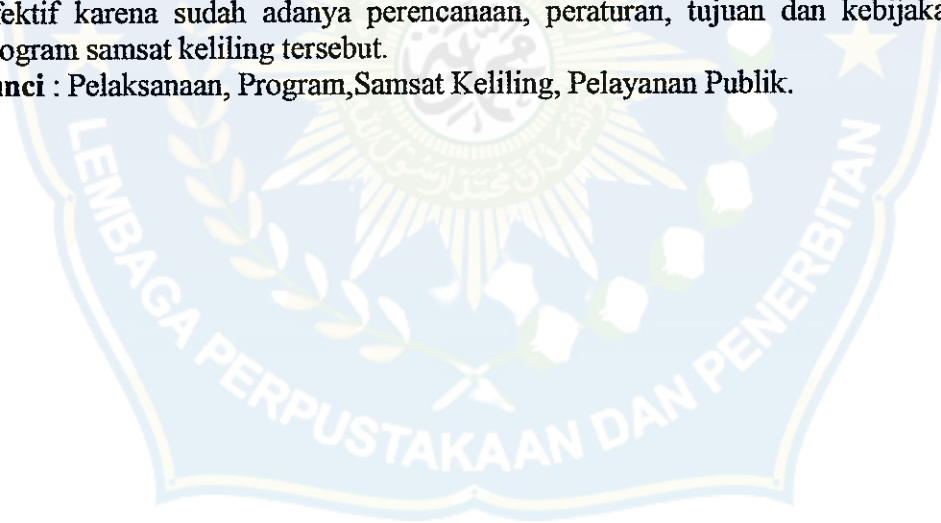 fektif karena sudah adanya perencanaan, peraturan, tujuan dan kebijaka
ogram samsat keliling tersebut.
unci : Pelaksanaan, Program,Samsat Keliling, Pelayanan Publik.
LEMBAGA PERPUSTAKAAN DAN PENERBITAN